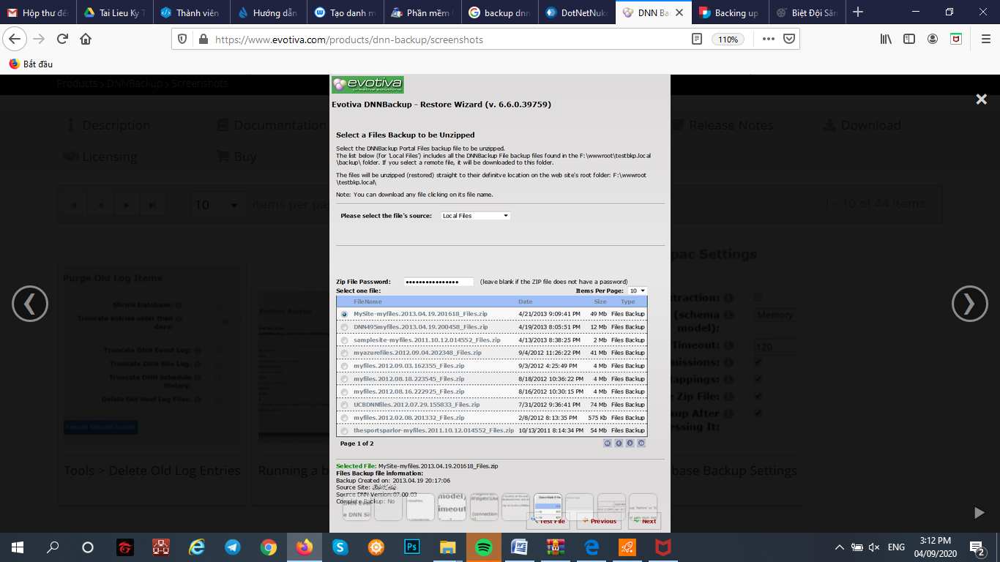 Hộp thư đế
Tai Lieu Ky T
Thành viên
Hướng dẫn
Tạo danh m
Phần mềm
backup dnn
DotNetNuk
DNN Ba
Backing up
Biệt Đội Săn
https://www.evotiva.com/products/dnn-backup/screenshots
110%
Bắt đầu
Products > DNNBackup > Screenshots
evotiva
creative solutions
Evotiva DNNBackup - Restore Wizard (v. 6.6.0.39759)
Description
Documentation
Release Notes
Download
Licensing
Buy
Select a Files Backup to be Unzipped
Select the DNNBackup Portal Files backup file to be unzipped.
The list below (for 'Local Files') includes all the DNNBackup File backup files found in the F:\wwwroot\testbkp.local
\backup\ folder. If you select a remote file, it will be downloaded to this folder.
The files will be unzipped (restored) straight to their definitve location on the web site's root folder: F:\wwwroot
\testbkp.local\
Note: You can download any file clicking on its file name.
10
items per pa
1 - 10 of 44 items
Please select the file's source: Local Files
Zip File Password: (leave blank if the ZIP file does not have a password)
Select one file: Items Per Page: 10
FileName Date Size Type
MySite-myfiles.2013.04.19.201618_Files.zip 4/21/2013 9:09:41 PM 49 Mb Files Backup
DNN495myfiles.2013.04.19.200458_Files.zip 4/19/2013 8:05:51 PM 12 Mb Files Backup
samplesite-myfiles.2011.10.12.014552_Files.zip 4/13/2013 8:38:25 PM 2 Mb Files Backup
myazurefiles.2012.09.04.202348_Files.zip 9/4/2012 11:26:22 PM 41 Mb Files Backup
myfiles.2012.09.03.162355_Files.zip 9/3/2012 4:25:49 PM 4 Mb Files Backup
myfiles.2012.08.18.223545_Files.zip 8/18/2012 10:36:22 PM 4 Mb Files Backup
myfiles.2012.08.16.222925_Files.zip 8/16/2012 10:30:15 PM 4 Mb Files Backup
UCBDNNfiles.2012.07.29.155833_Files.zip 7/31/2012 9:36:41 PM 74 Mb Files Backup
myfiles.2012.02.08.201332_Files.zip 2/8/2012 8:13:35 PM 575 Kb Files Backup
thesportsparlor-myfiles.2011.10.12.014552_Files.zip 10/13/2011 8:14:34 PM 54 Mb Files Backup
Page 1 of 2
Selected File: MySite-myfiles.2013.04.19.201618_Files.zip
Files Backup file information:
Backup Created on: 2013.04.19 20:17:06
Source Site:
Source DNN Version: 07.00.03
Complete Backup: No
Test File
Previous
Next
Purge Old Log Items
Shrink Database:
Truncate entries older than
days:
Truncate DNN Event Log:
Truncate DNN Site Log:
Truncate DNN Schedule
History:
Delete Old Host Log Files:
Tools > Delete Old Log Entries
Perform Backup
Running a b
pac Settings
traction:
(schema
model):
Memory
Timeout:
120
missions:
Mappings:
e Zip File:
kup After
essing It:
base Backup Settings
ENG
3:12 PM
04/09/2020
2